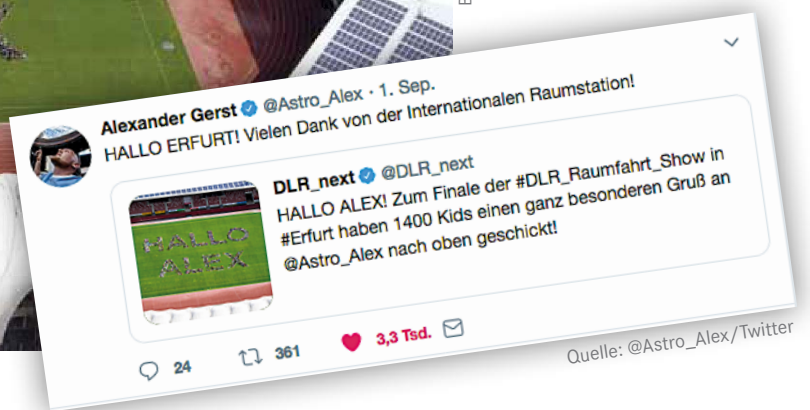 Alexander Gerst @Astro_Alex · 1. Sep.
HALLO ERFURT! Vielen Dank von der Internationalen Raumstation!
DLR_next @DLR_next
HALLO ALEX! Zum Finale der #DLR_Raumfahrt_Show in
#Erfurt haben 1400 Kids einen ganz besonderen Gruß an
@Astro_Alex nach oben geschickt!
HALLO
ALEX
24 361 3,3 Tsd.
Quelle: @Astro_Alex/Twitter